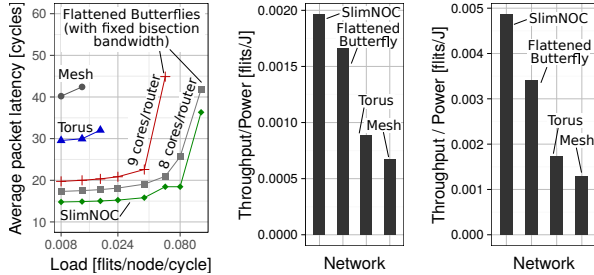 Flattened Butterflies
(with fixed bisection
bandwidth)
Average packet latency [cycles]
60
50
40
30
20
10
Mesh
Torus
9 cores/router
8 cores/router
SlimNOC
0.008
0.024
0.080
Load [flits/node/cycle]
Throughput/Power [flits/J]
0.0020
0.0015
0.0010
0.0005
0.0000
SlimNOC
Flattened
Butterfly
Torus
Mesh
Network
Throughput / Power [flits/J]
0.005
0.004
0.003
0.002
0.001
0.000
SlimNOC
Flattened
Butterfly
Torus
Mesh
Network